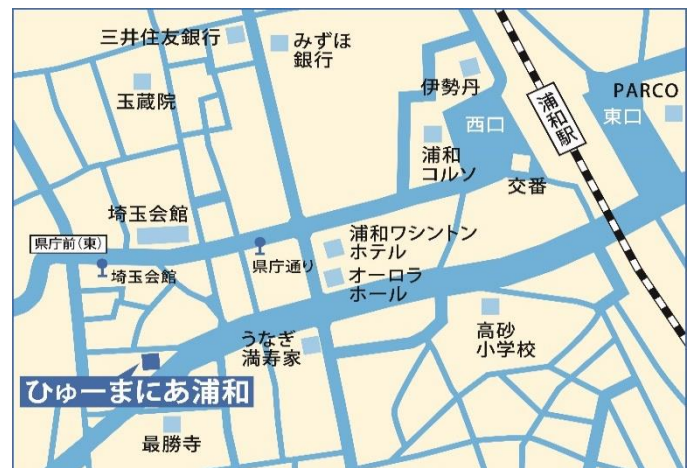 三井住友銀行
みずほ
銀行
伊勢丹
PARCO
玉蔵院
浦和駅
東口
西口
浦和
コルソ
交番
埼玉会館
県庁前(東)
浦和ワシントン
ホテル
県庁通り
埼玉会館
オーロラ
ホール
高砂
小学校
うなぎ
満寿家
ひゅーまにあ浦和
最勝寺